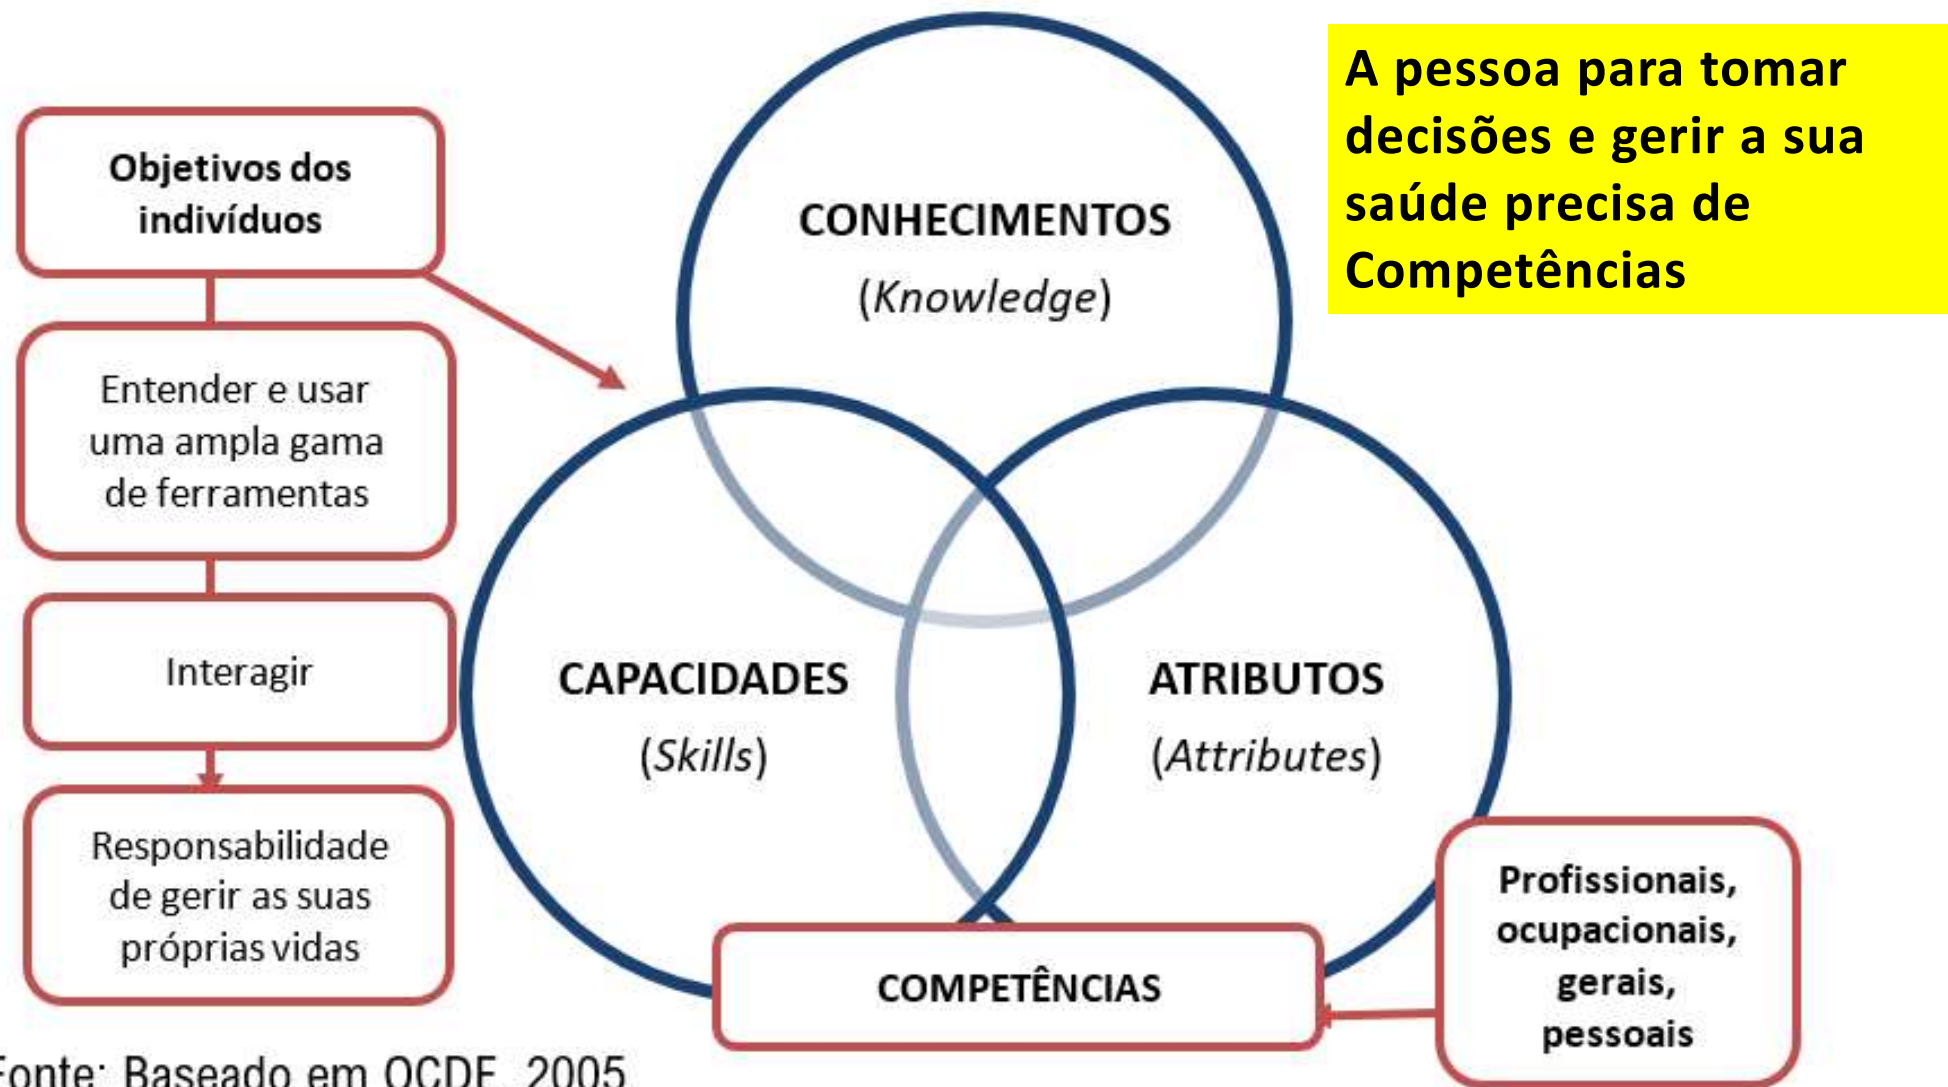 A pessoa para tomar
decisões e gerir a sua
saúde precisa de
Competências
Objetivos dos
indivíduos
Entender e usar
uma ampla gama
de ferramentas
Interagir
Responsabilidade
de gerir as suas
próprias vidas
CONHECIMENTOS
(Knowledge)
CAPACIDADES
(Skills)
ATRIBUTOS
(Attributes)
COMPETÊNCIAS
Profissionais,
ocupacionais,
gerais,
pessoais
Fonte: Baseado em OCDE, 2005.